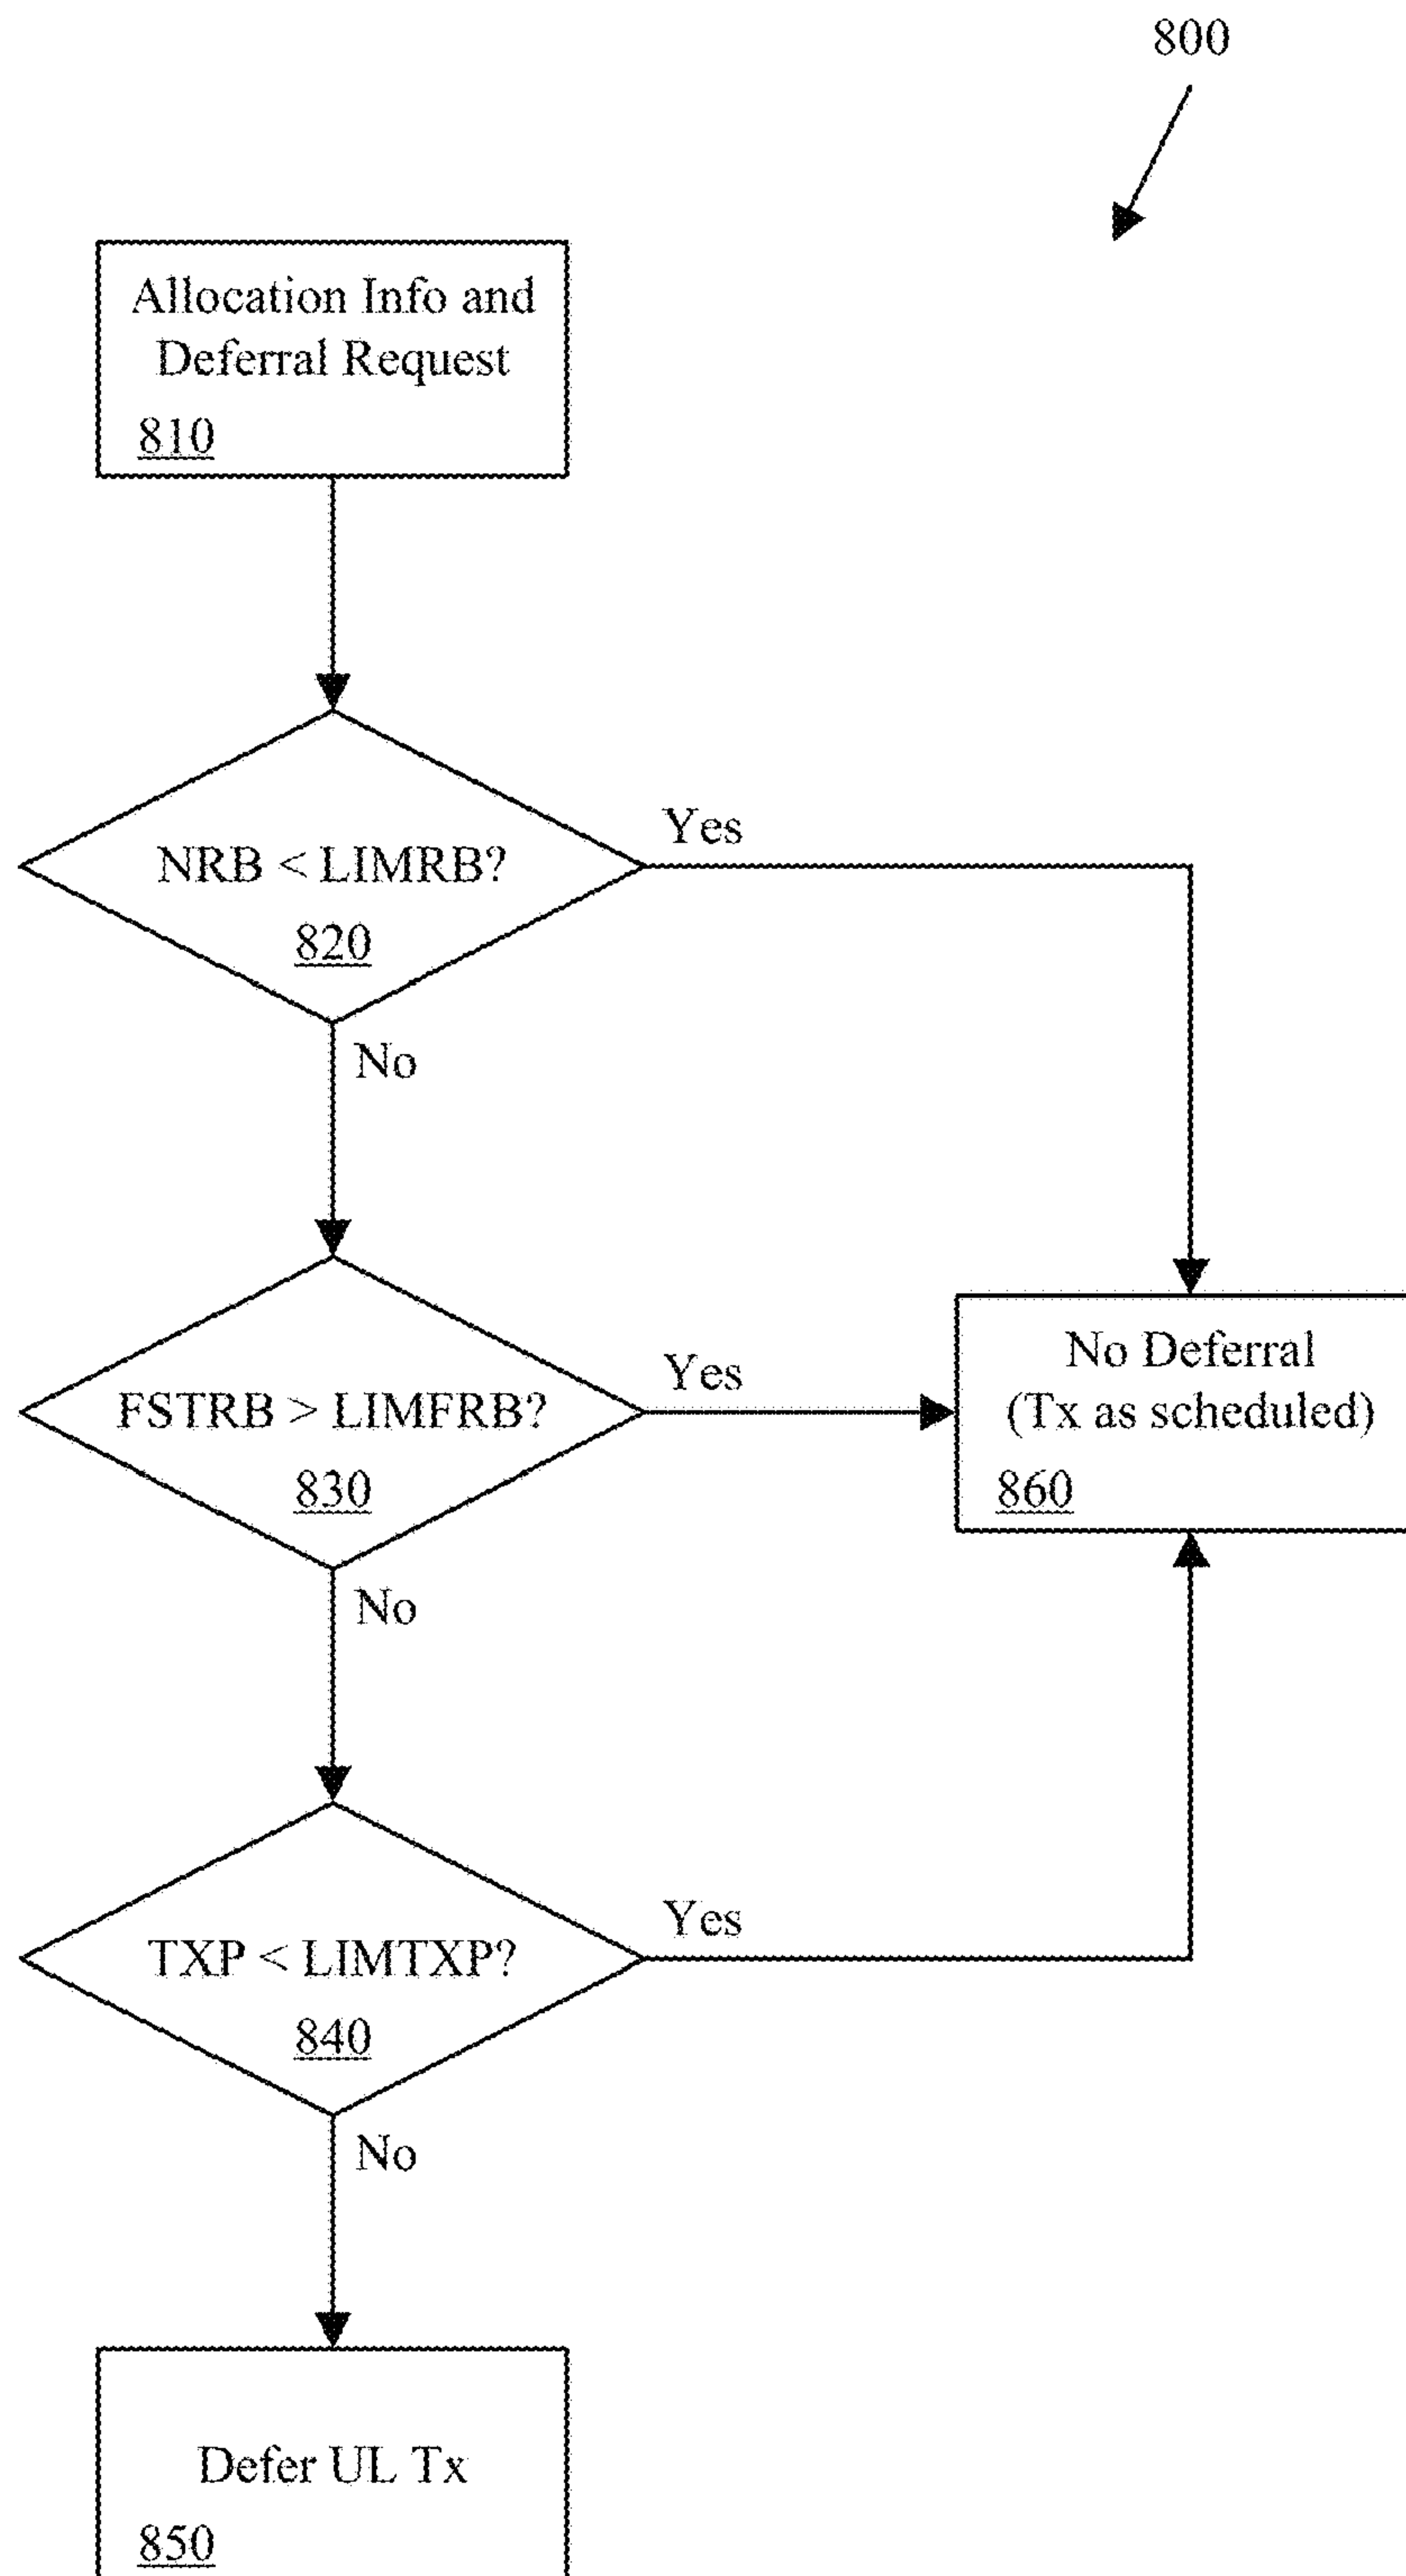 800
Allocation Info and
Deferral Request
810
NRB < LIMRB?
820
Yes
No
FSTRB > LIMFRB?
830
Yes
No
No Deferral
(Tx as scheduled)
860
TXP < LIMTXP?
840
Yes
No
Defer UL Tx
850